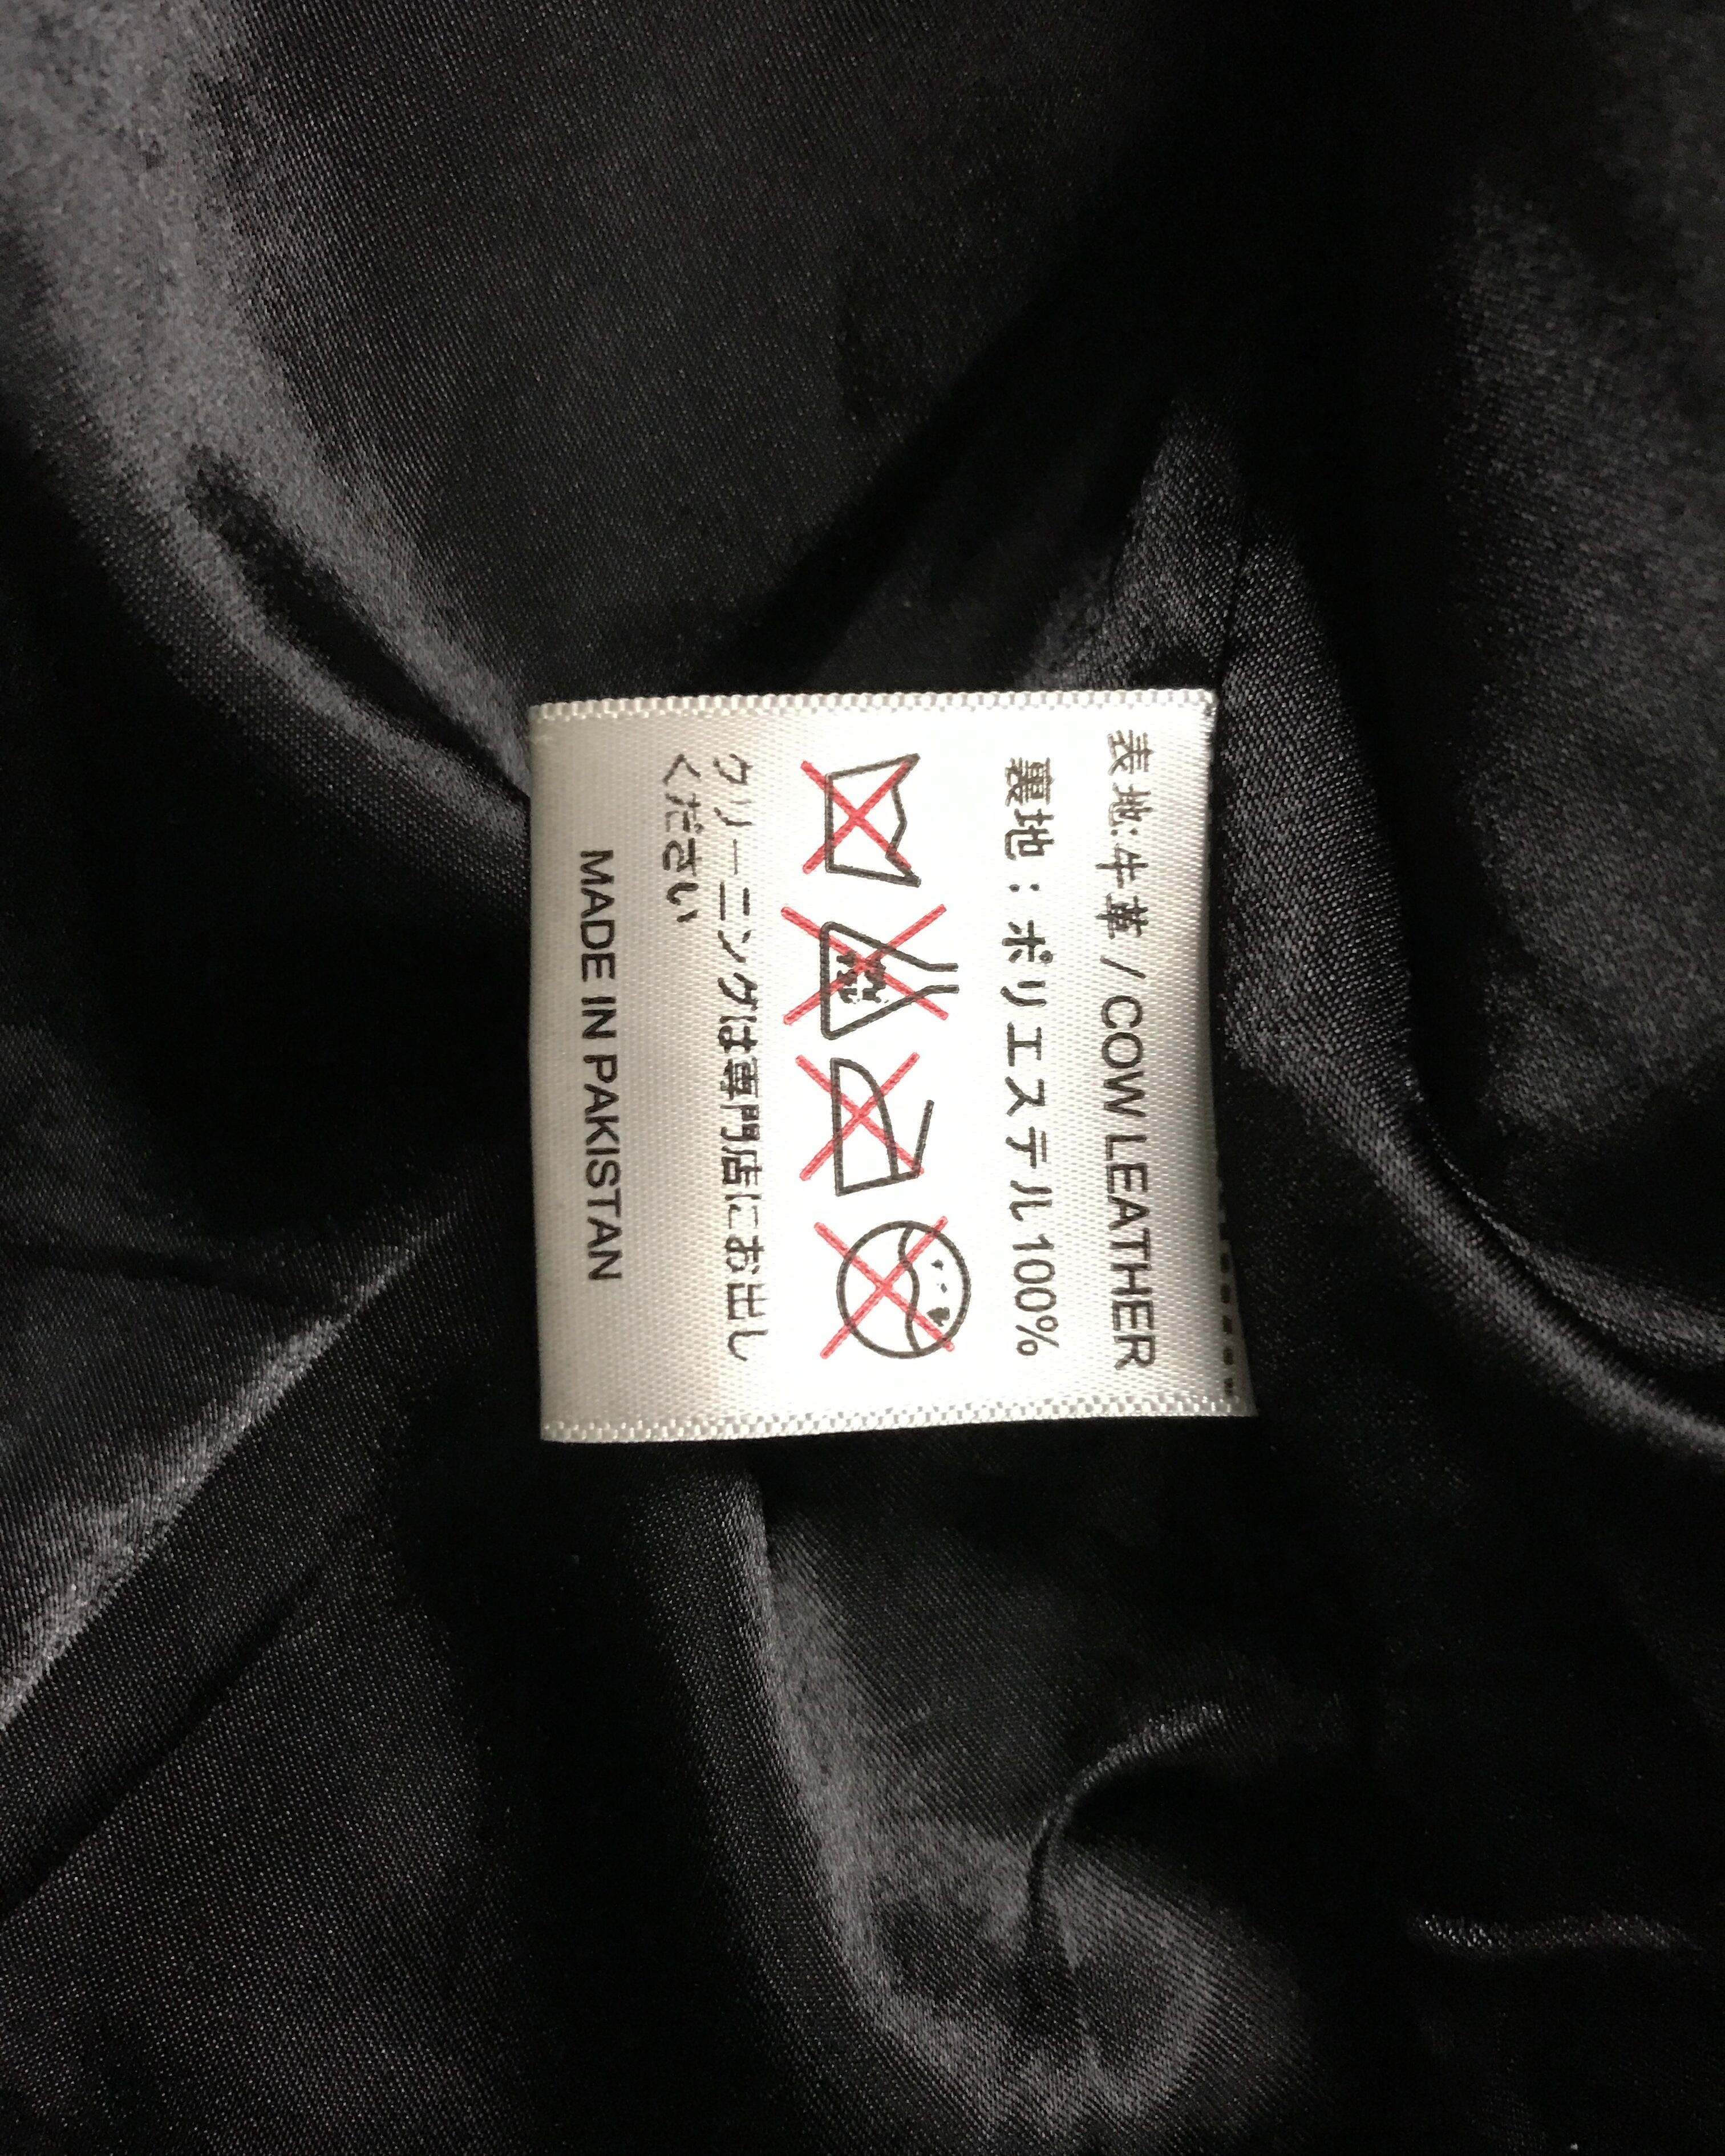 表地:牛革 / COW LEATHER
裏地:ポリエステル100%
クリーニングは専門店にお出し
ください
MADE IN PAKISTAN